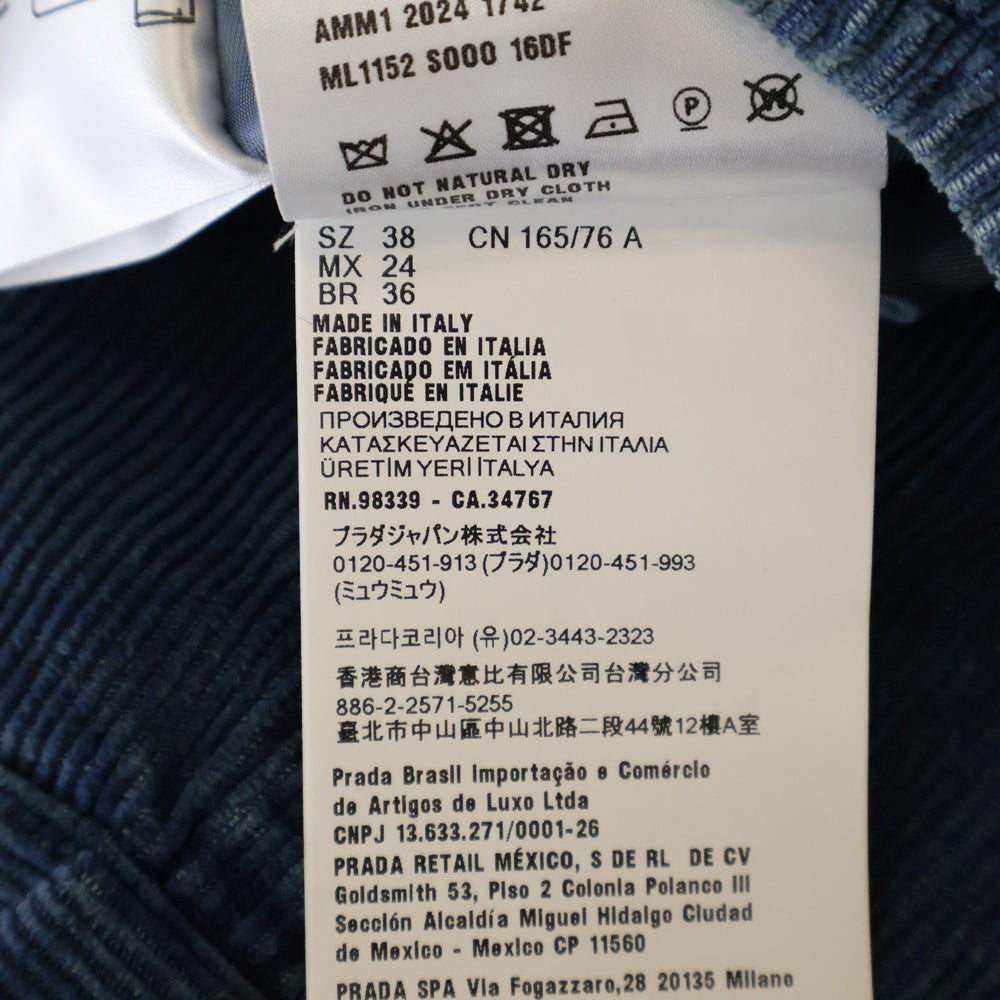 AMM1 2024 1742
ML1152 S000 16DF
P
W
DO NOT NATURAL DRY
IRON UNDER DRY CLOTH
SPOT CLEAN
SZ 38 CN 165/76 A
MX 24
BR 36
MADE IN ITALY
FABRICADO EN ITALIA
FABRICADO EM ITÁLIA
FABRIQUÉ EN ITALIE
ПРОИЗВЕДЕНО В ИТАЛИЯ
ΚΑΤΑΣΚΕΥΑΖΕΤΑΙ ΣΤΗΝ ΙΤΑΛΙΑ
ÜRETİM YERİ İTALYA
RN.98339 - CA.34767
プラダジャパン株式会社
0120-451-913 (プラダ)0120-451-993
(ミュウミュウ)
프라다코리아 (유)02-3443-2323
香港商台灣意比有限公司台灣分公司
886-2-2571-5255
臺北市中山區中山北路二段44號12樓A室
Prada Brasil Importação e Comércio
de Artigos de Luxo Ltda
CNPJ 13.633.271/0001-26
PRADA RETAIL MÉXICO, S DE RL DE CV
Goldsmith 53, Piso 2 Colonia Polanco III
Sección Alcaldía Miguel Hidalgo Ciudad
de Mexico - Mexico CP 11560
PRADA SPA Via Fogazzaro,28 20135 Milano